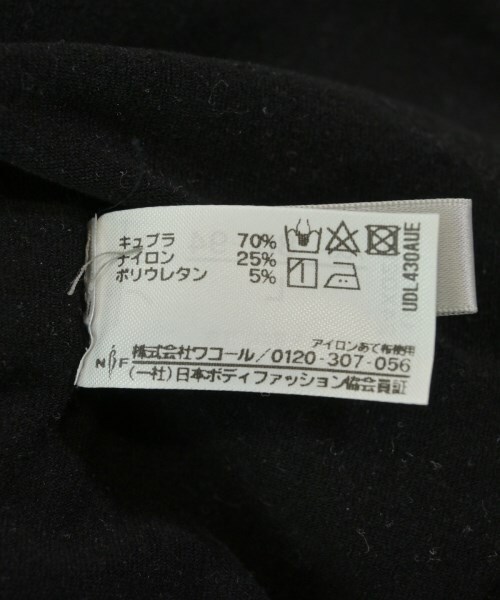 キュプラ 70%
ナイロン 25%
ポリウレタン 5%
UDL430AUE
アイロンあて布使用
NBF 株式会社ワコール/0120-307-056
(一社)日本ボディファッション協会員証